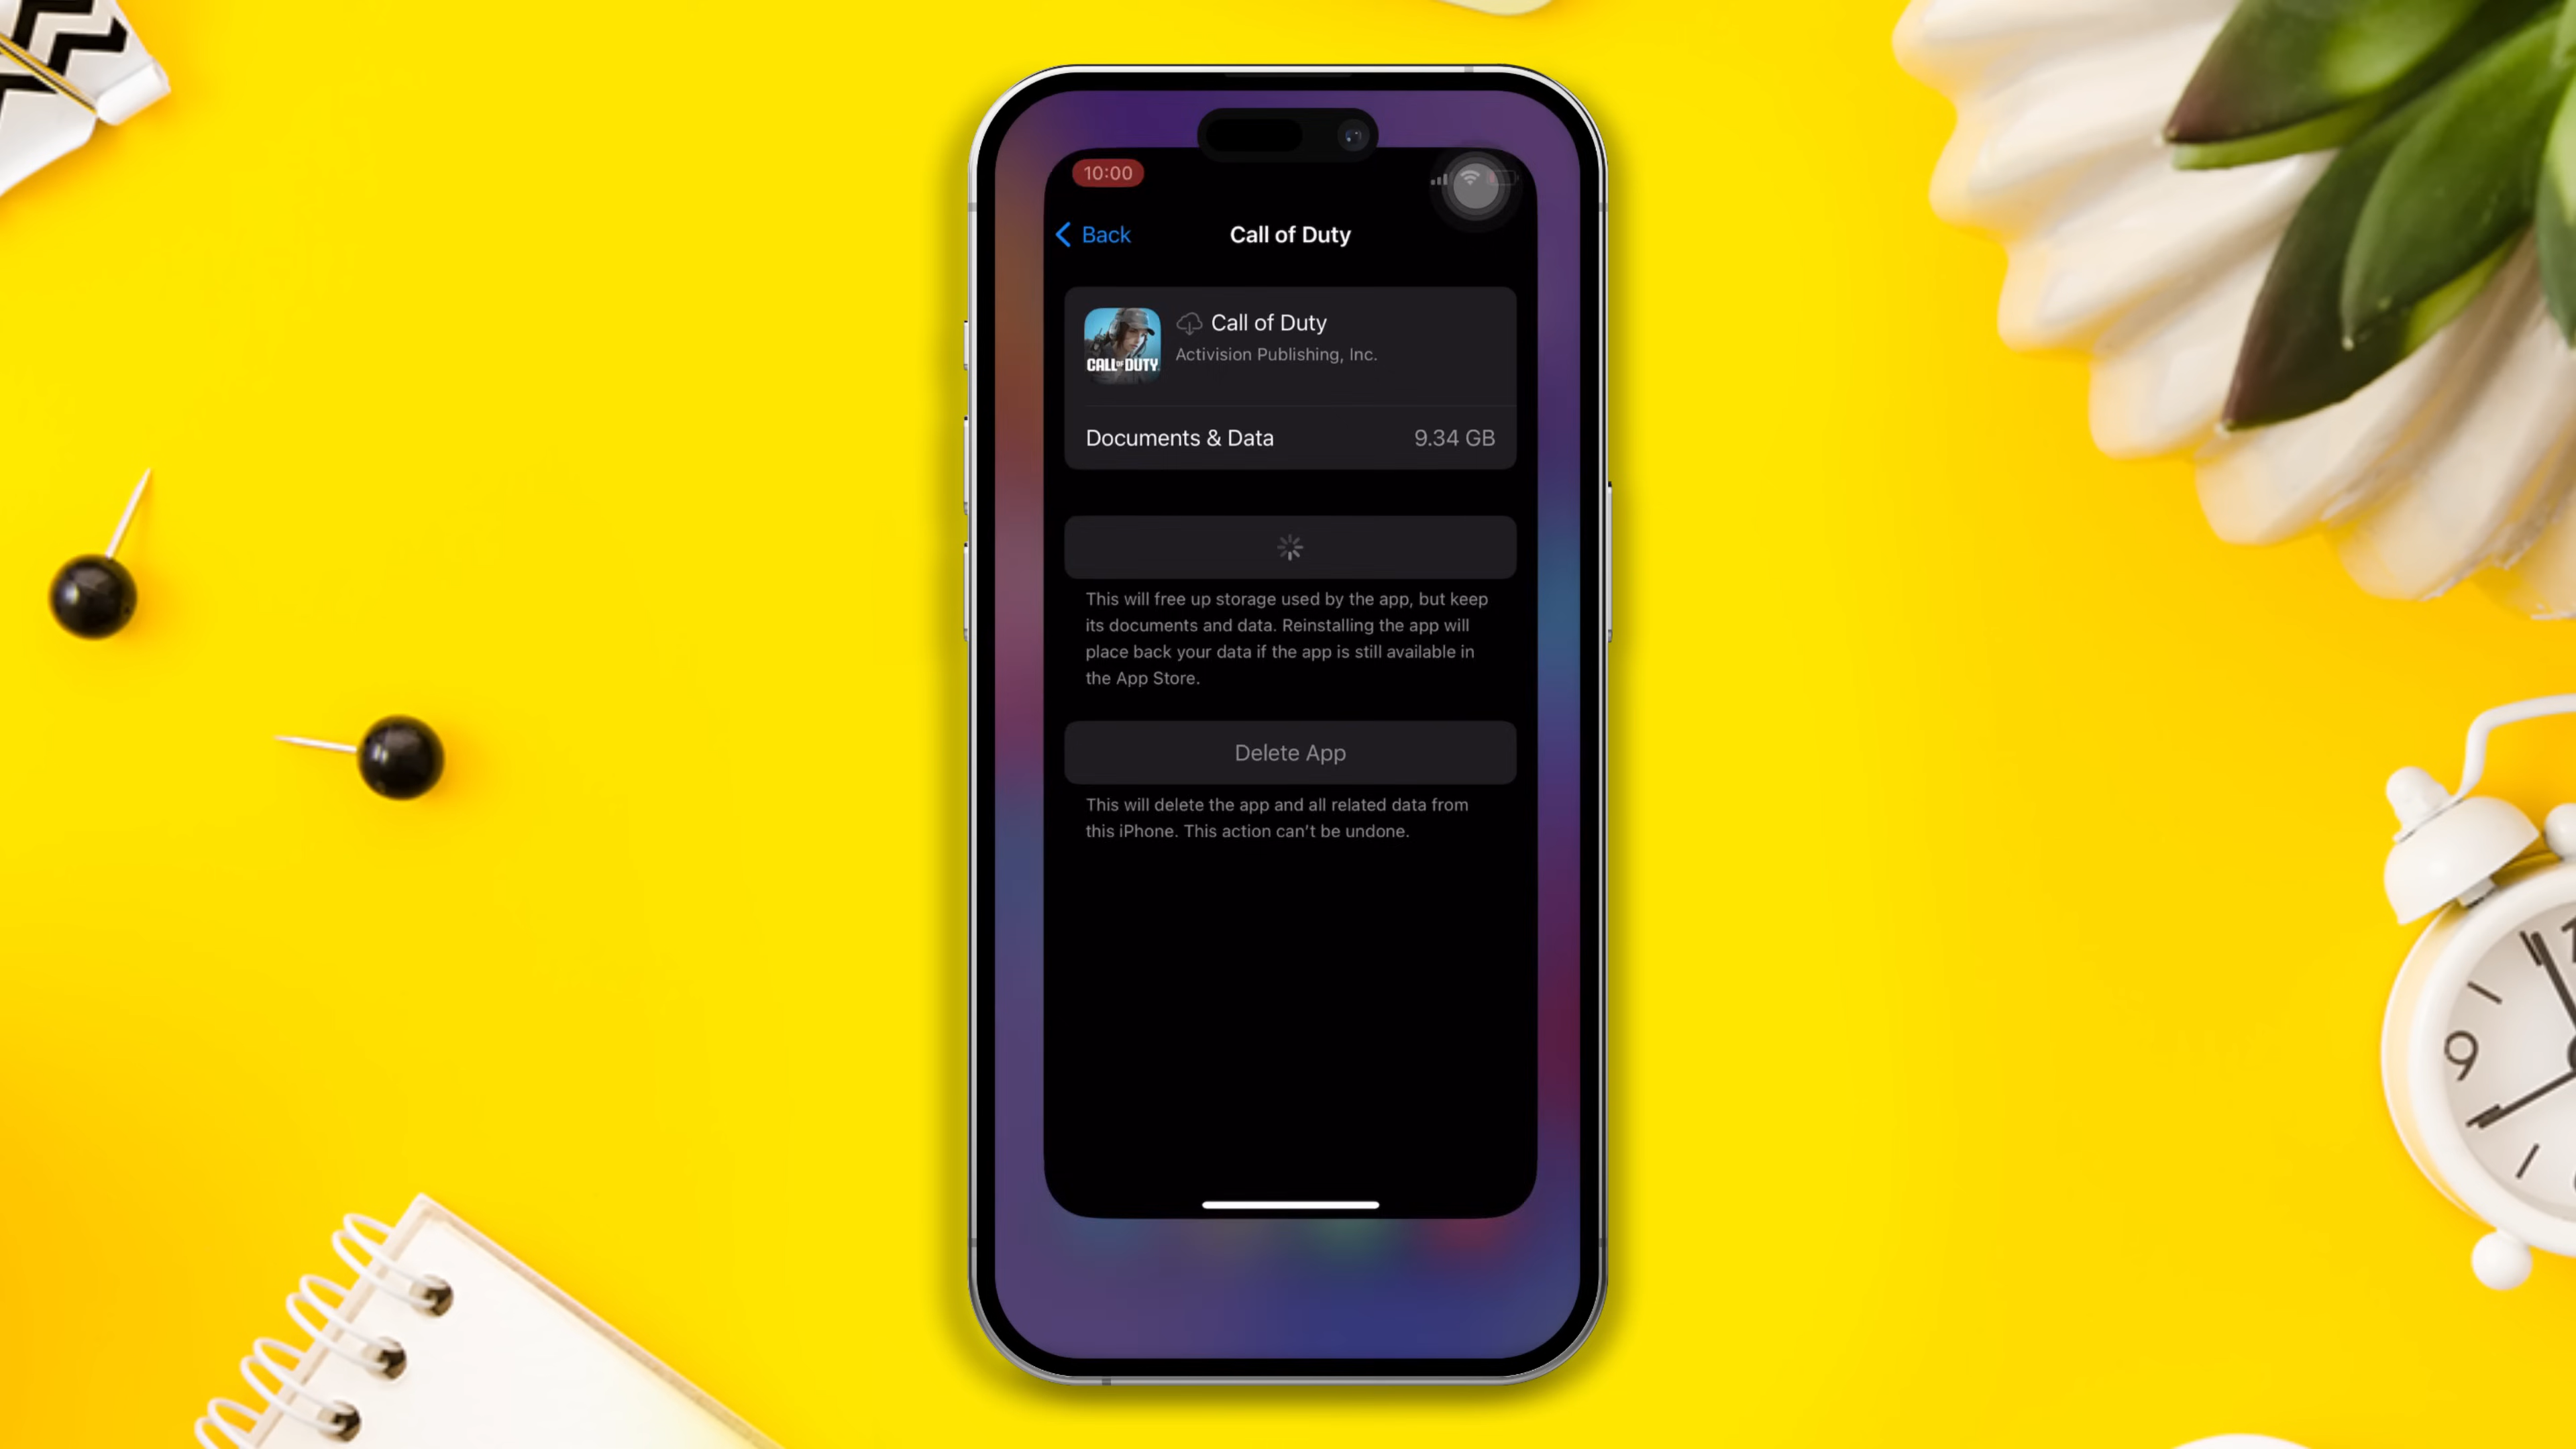 10:00
Back
Call of Duty
Call of Duty
Activision Publishing, Inc.
CALL OF DUTY
Documents & Data
9.34 GB
This will free up storage used by the app, but keep
its documents and data. Reinstalling the app will
place back your data if the app is still available in
the App Store.
Delete App
This will delete the app and all related data from
this iPhone. This action can't be undone.
9